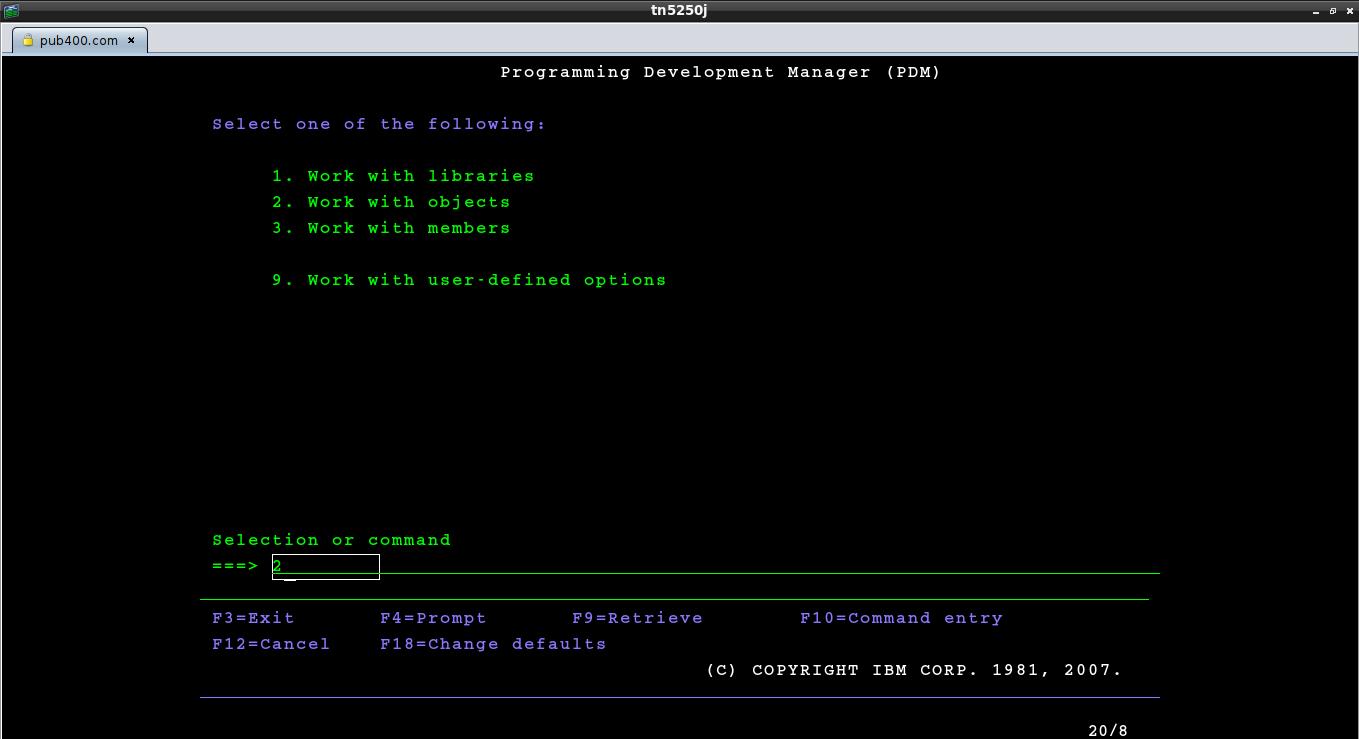 tn5250j
pub400.com
Programming Development Manager (PDM)
Select one of the following:
1. Work with libraries
2. Work with objects
3. Work with members
9. Work with user-defined options
Selection or command
===> 2
F3=Exit F4=Prompt F9=Retrieve F10=Command entry
F12=Cancel F18=Change defaults
(C) COPYRIGHT IBM CORP. 1981, 2007.
20/8